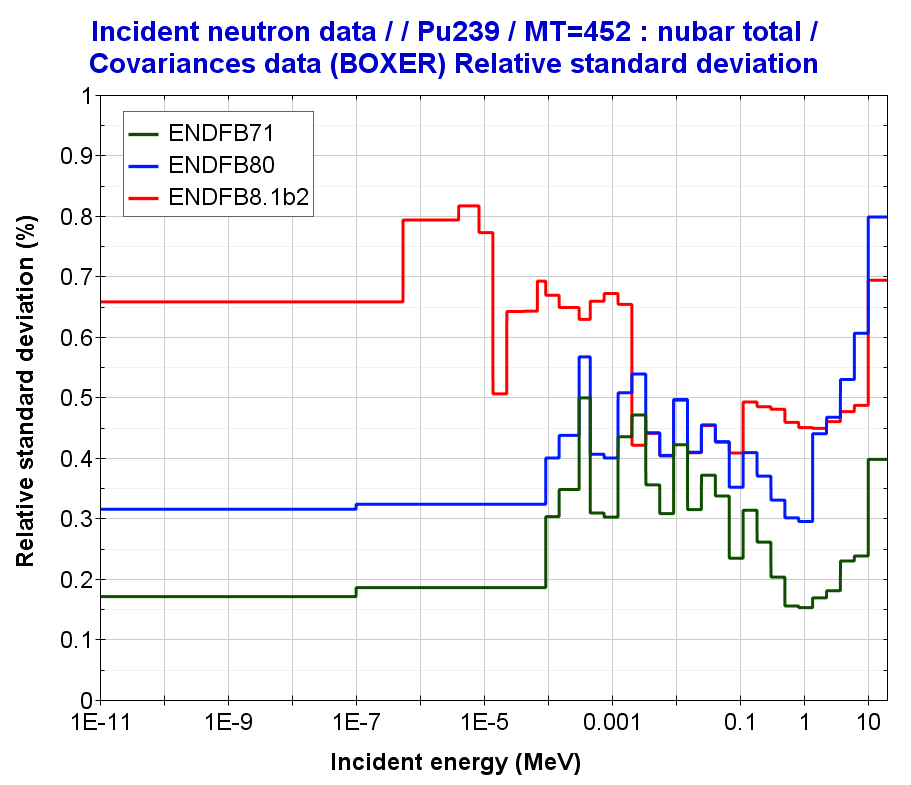 Incident neutron data / / Pu239 / MT=452 : nubar total /
Covariances data (BOXER) Relative standard deviation
1
ENDFB71
0.9
ENDFB80
ENDFB8.1b2
0.8
0.7
0.6
0.5
0.4
0.3
0.2
0.1
0
Relative standard deviation (%)
1E-11 1E-9 1E-7 1E-5 0.001 0.1 1 10
Incident energy (MeV)